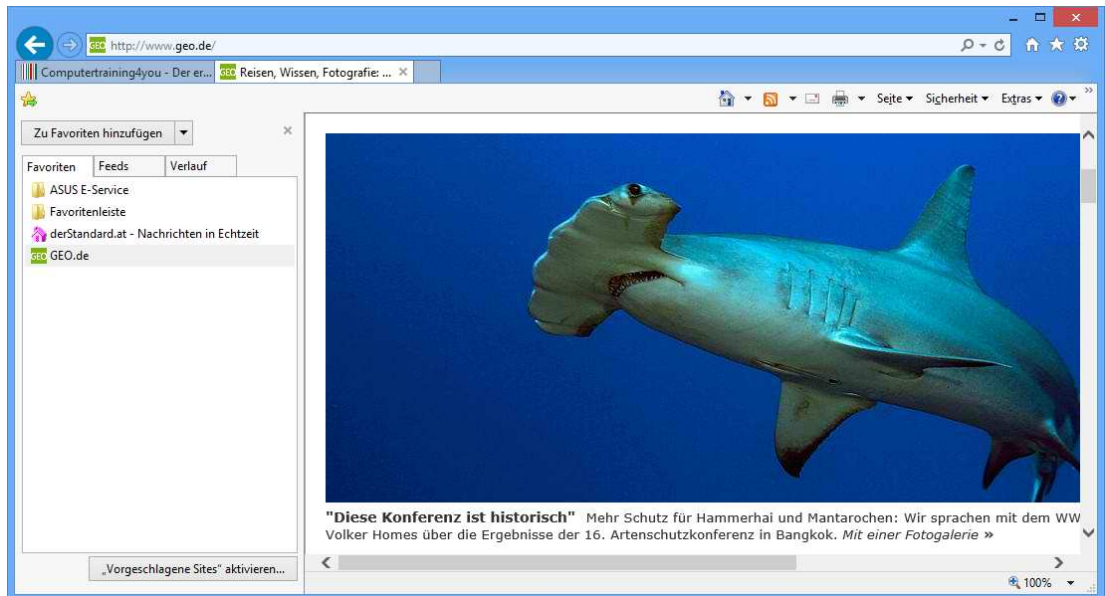 GEO http://www.geo.de/
Computertraining4you - Der er... GEO Reisen, Wissen, Fotografie: ...
Seite Sicherheit Extras
Zu Favoriten hinzufügen
Favoriten Feeds Verlauf
ASUS E-Service
Favoritenleiste
derStandard.at - Nachrichten in Echtzeit
GEO GEO.de
"Diese Konferenz ist historisch" Mehr Schutz für Hammerhai und Mantarochen: Wir sprachen mit dem WW
Volker Homes über die Ergebnisse der 16. Artenschutzkonferenz in Bangkok. Mit einer Fotogalerie »
„Vorgeschlagene Sites“ aktivieren...
100%